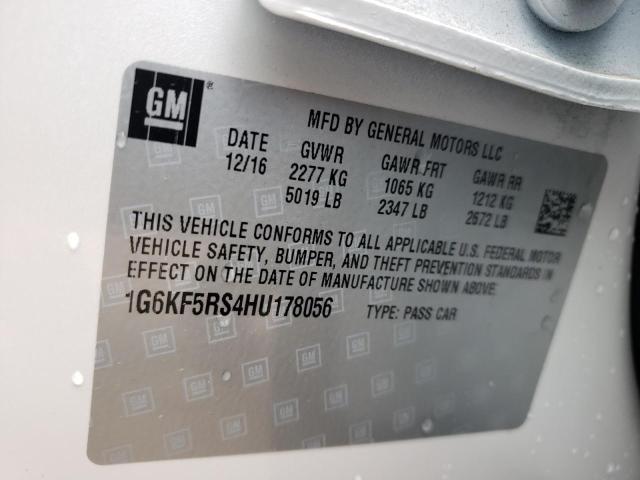 GM ®
MFD BY GENERAL MOTORS LLC
DATE GVWR GAWR FRT GAWR RR
12/16 2277 KG 1065 KG 1212 KG
5019 LB 2347 LB 2672 LB
THIS VEHICLE CONFORMS TO ALL APPLICABLE U.S. FEDERAL MOTOR
VEHICLE SAFETY, BUMPER, AND THEFT PREVENTION STANDARDS IN
EFFECT ON THE DATE OF MANUFACTURE SHOWN ABOVE.
1G6KF5RS4HU178056 TYPE: PASS CAR